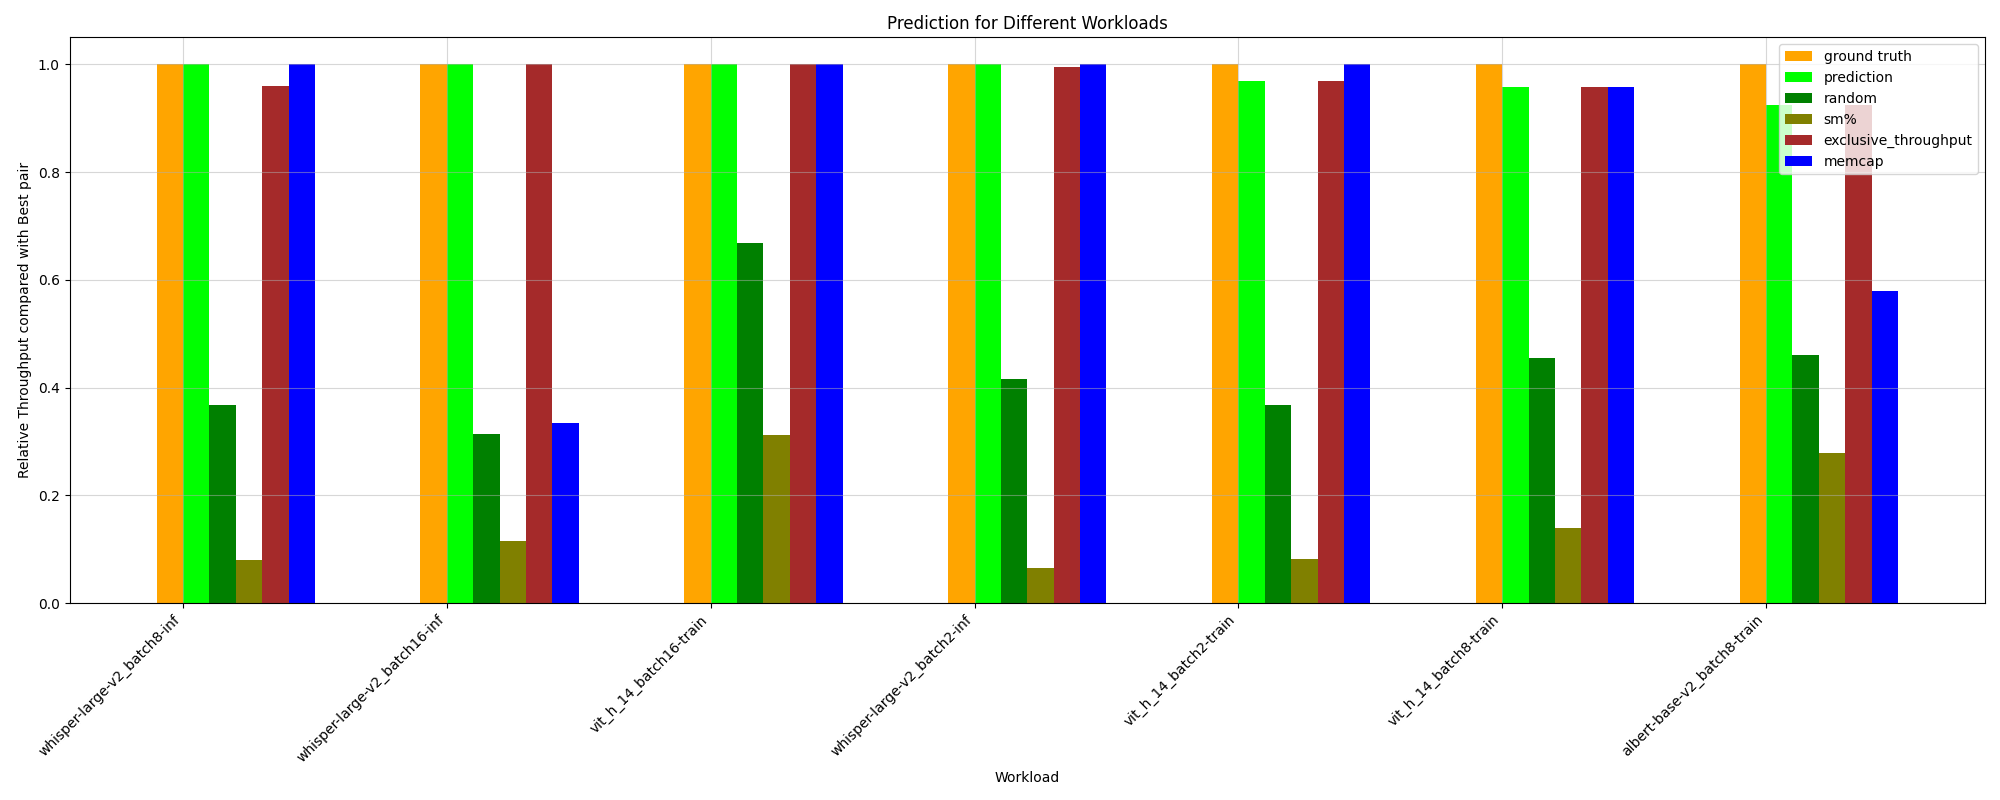 Prediction for Different Workloads
ground truth
prediction
random
sm%
exclusive_throughput
memcap
Relative Throughput compared with Best pair
1.0
0.8
0.6
0.4
0.2
0.0
whisper-large-v2_batch8-inf
whisper-large-v2_batch16-inf
vit_h_14_batch16-train
whisper-large-v2_batch2-inf
vit_h_14_batch2-train
vit_h_14_batch8-train
albert-base-v2_batch8-train
Workload